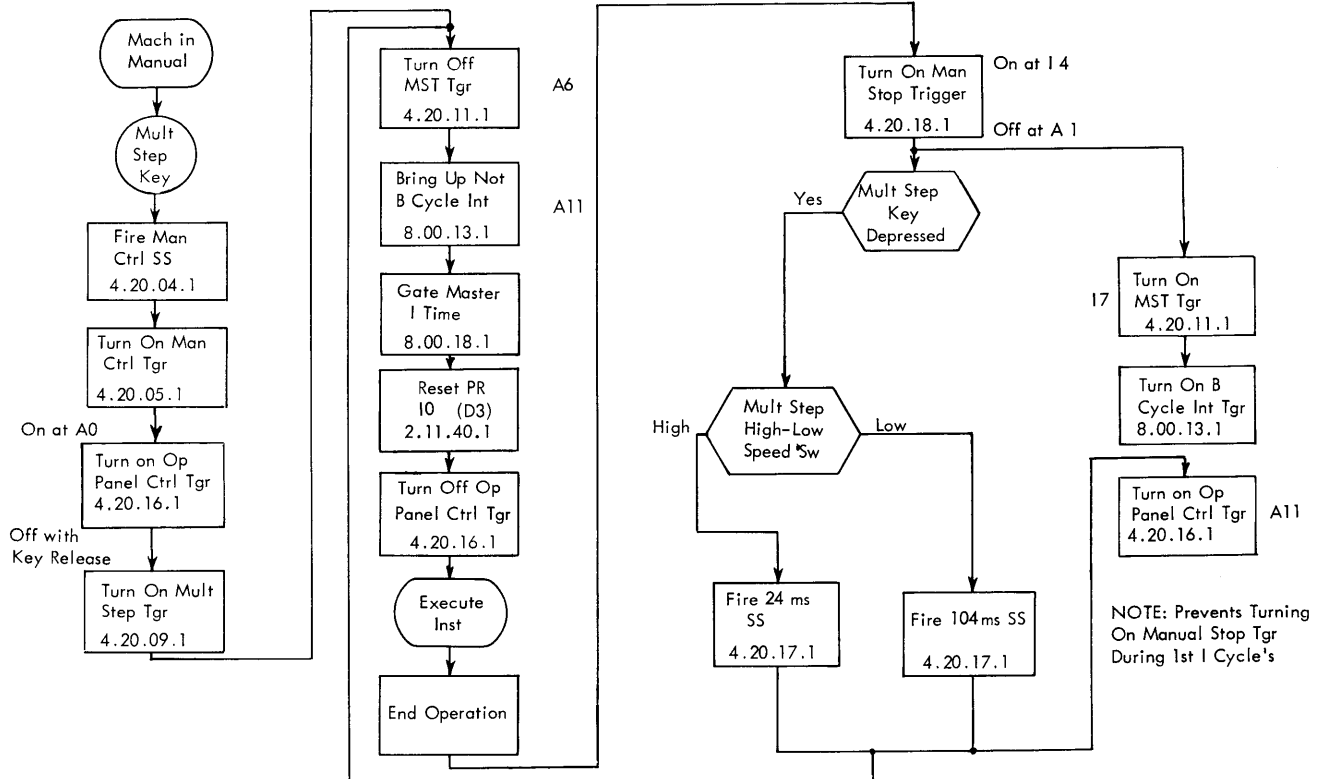 Mach in
Manual
Mult
Step
Key
Fire Man
Ctrl SS
4.20.04.1
Turn On Man
Ctrl Tgr
4.20.05.1
On at A0
Turn on Op
Panel Ctrl Tgr
4.20.16.1
Off with
Key Release
Turn On Mult
Step Tgr
4.20.09.1
Turn Off
MST Tgr
4.20.11.1
A6
Bring Up Not
B Cycle Int
8.00.13.1
A11
Gate Master
I Time
8.00.18.1
Reset PR
I0 (D3)
2.11.40.1
Turn Off Op
Panel Ctrl Tgr
4.20.16.1
Execute
Inst
End Operation
Turn On Man
Stop Trigger
4.20.18.1
On at I 4
Off at A 1
Yes
Mult Step
Key
Depressed
Mult Step
High-Low
Speed Sw
High
Low
Fire 24 ms
SS
4.20.17.1
Fire 104 ms SS
4.20.17.1
I7
Turn On
MST Tgr
4.20.11.1
Turn On B
Cycle Int Tgr
8.00.13.1
Turn on Op
Panel Ctrl Tgr
4.20.16.1
A11
NOTE: Prevents Turning
On Manual Stop Tgr
During 1st I Cycle's